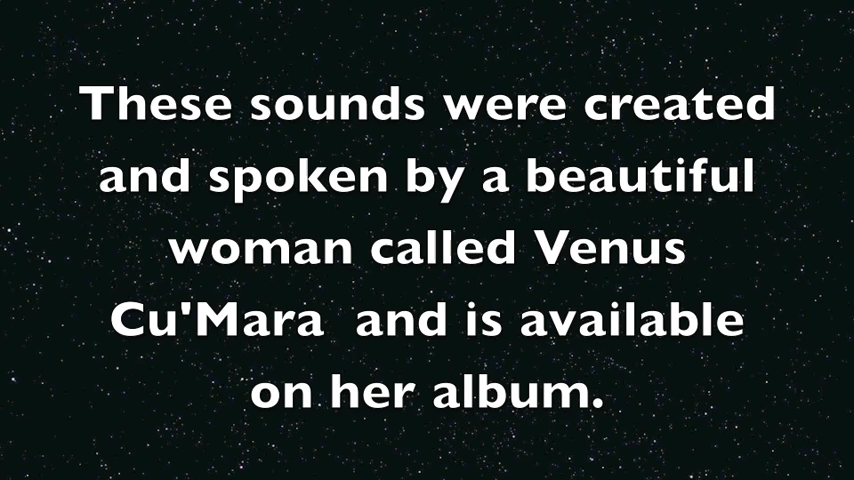 These sounds were created
and spoken by a beautiful
woman called Venus
Cu'Mara  and is available
on her album.